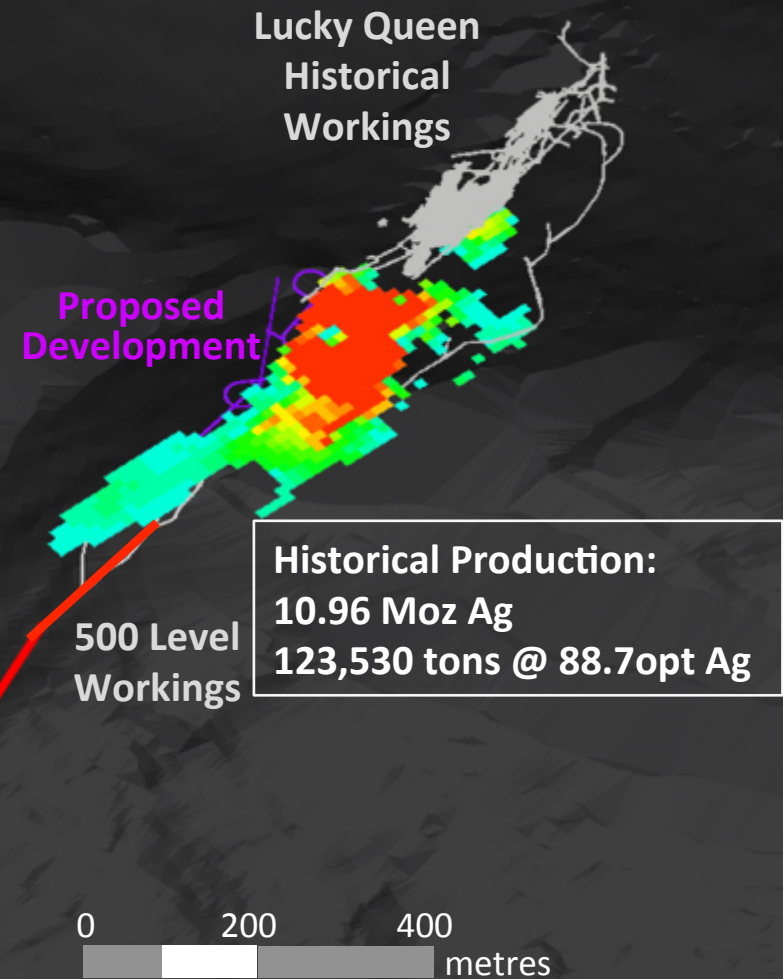 Lucky Queen
Historical
Workings
Proposed
Development
Historical Production:
10.96 Moz Ag
123,530 tons @ 88.7opt Ag
500 Level
Workings
0 200 400
metres